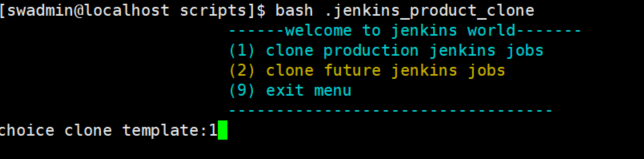 [swadmin@localhost scripts]$ bash .jenkins_product_clone
------welcome to jenkins world-------
(1) clone production jenkins jobs
(2) clone future jenkins jobs
(9) exit menu
----------------------------------
choice clone template:1